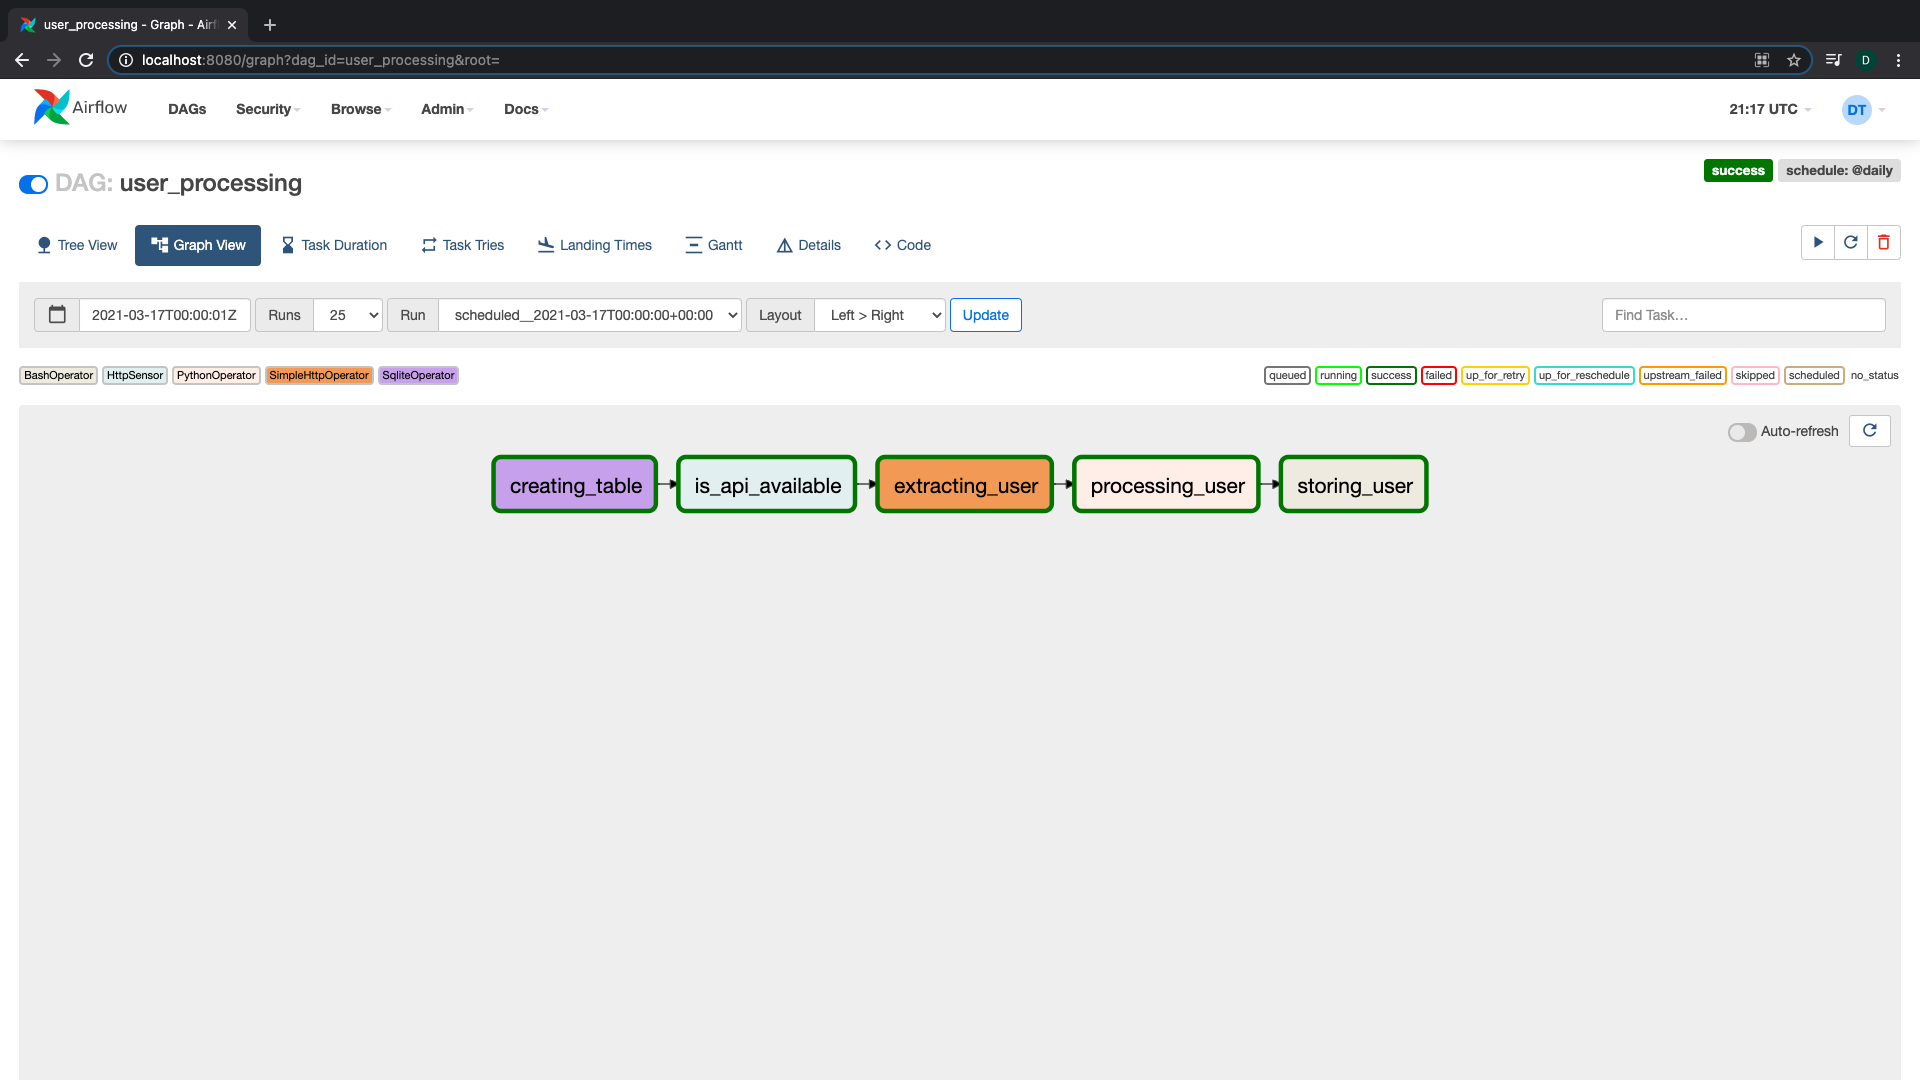 user_processing - Graph - Airfl
localhost:8080/graph?dag_id=user_processing&root=
D
Airflow
DAGs
Security
Browse
Admin
Docs
21:17 UTC
DT
DAG: user_processing
success
schedule: @daily
Tree View
Graph View
Task Duration
Task Tries
Landing Times
Gantt
Details
Code
2021-03-17T00:00:01Z
Runs
25
Run
scheduled__2021-03-17T00:00:00+00:00
Layout
Left > Right
Update
Find Task...
BashOperator
HttpSensor
PythonOperator
SimpleHttpOperator
SqliteOperator
queued
running
success
failed
up_for_retry
up_for_reschedule
upstream_failed
skipped
scheduled
no_status
Auto-refresh
creating_table
is_api_available
extracting_user
processing_user
storing_user